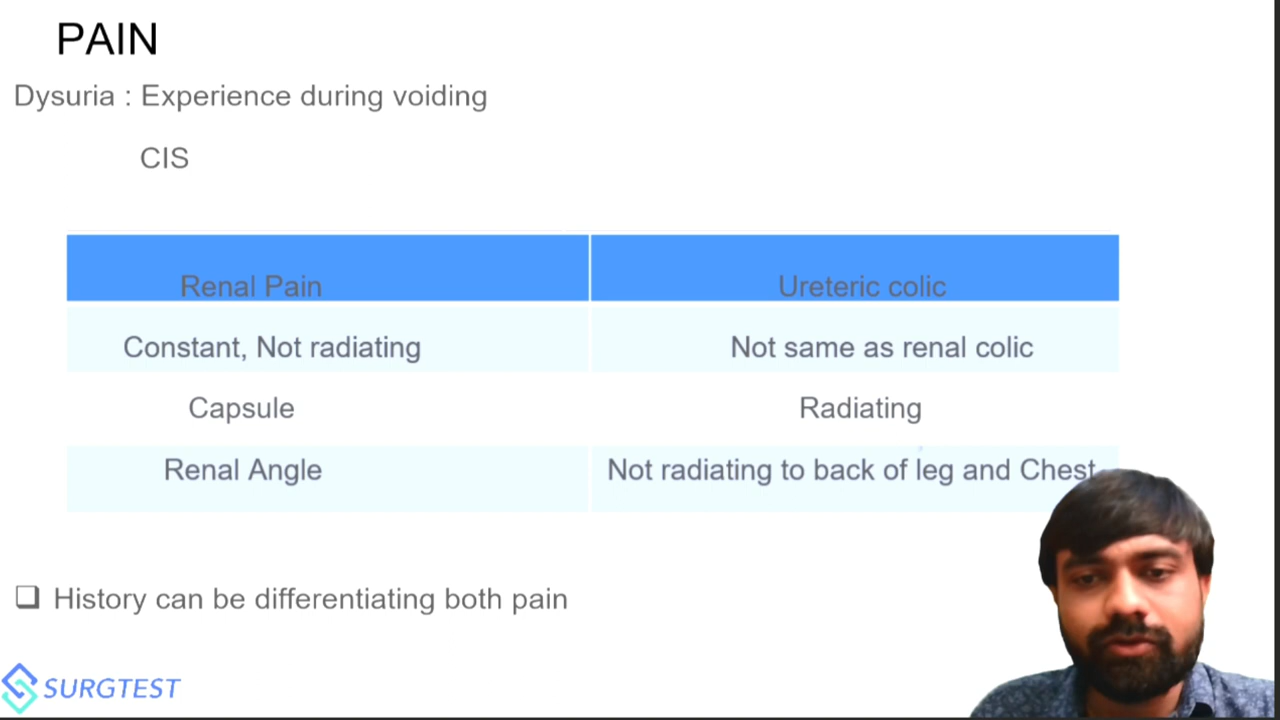 PAIN
Dysuria : Experience during voiding
CIS
Renal Pain Ureteric colic
Constant, Not radiating Not same as renal colic
Capsule Radiating
Renal Angle Not radiating to back of leg and Chest
❑ History can be differentiating both pain
SURGTEST